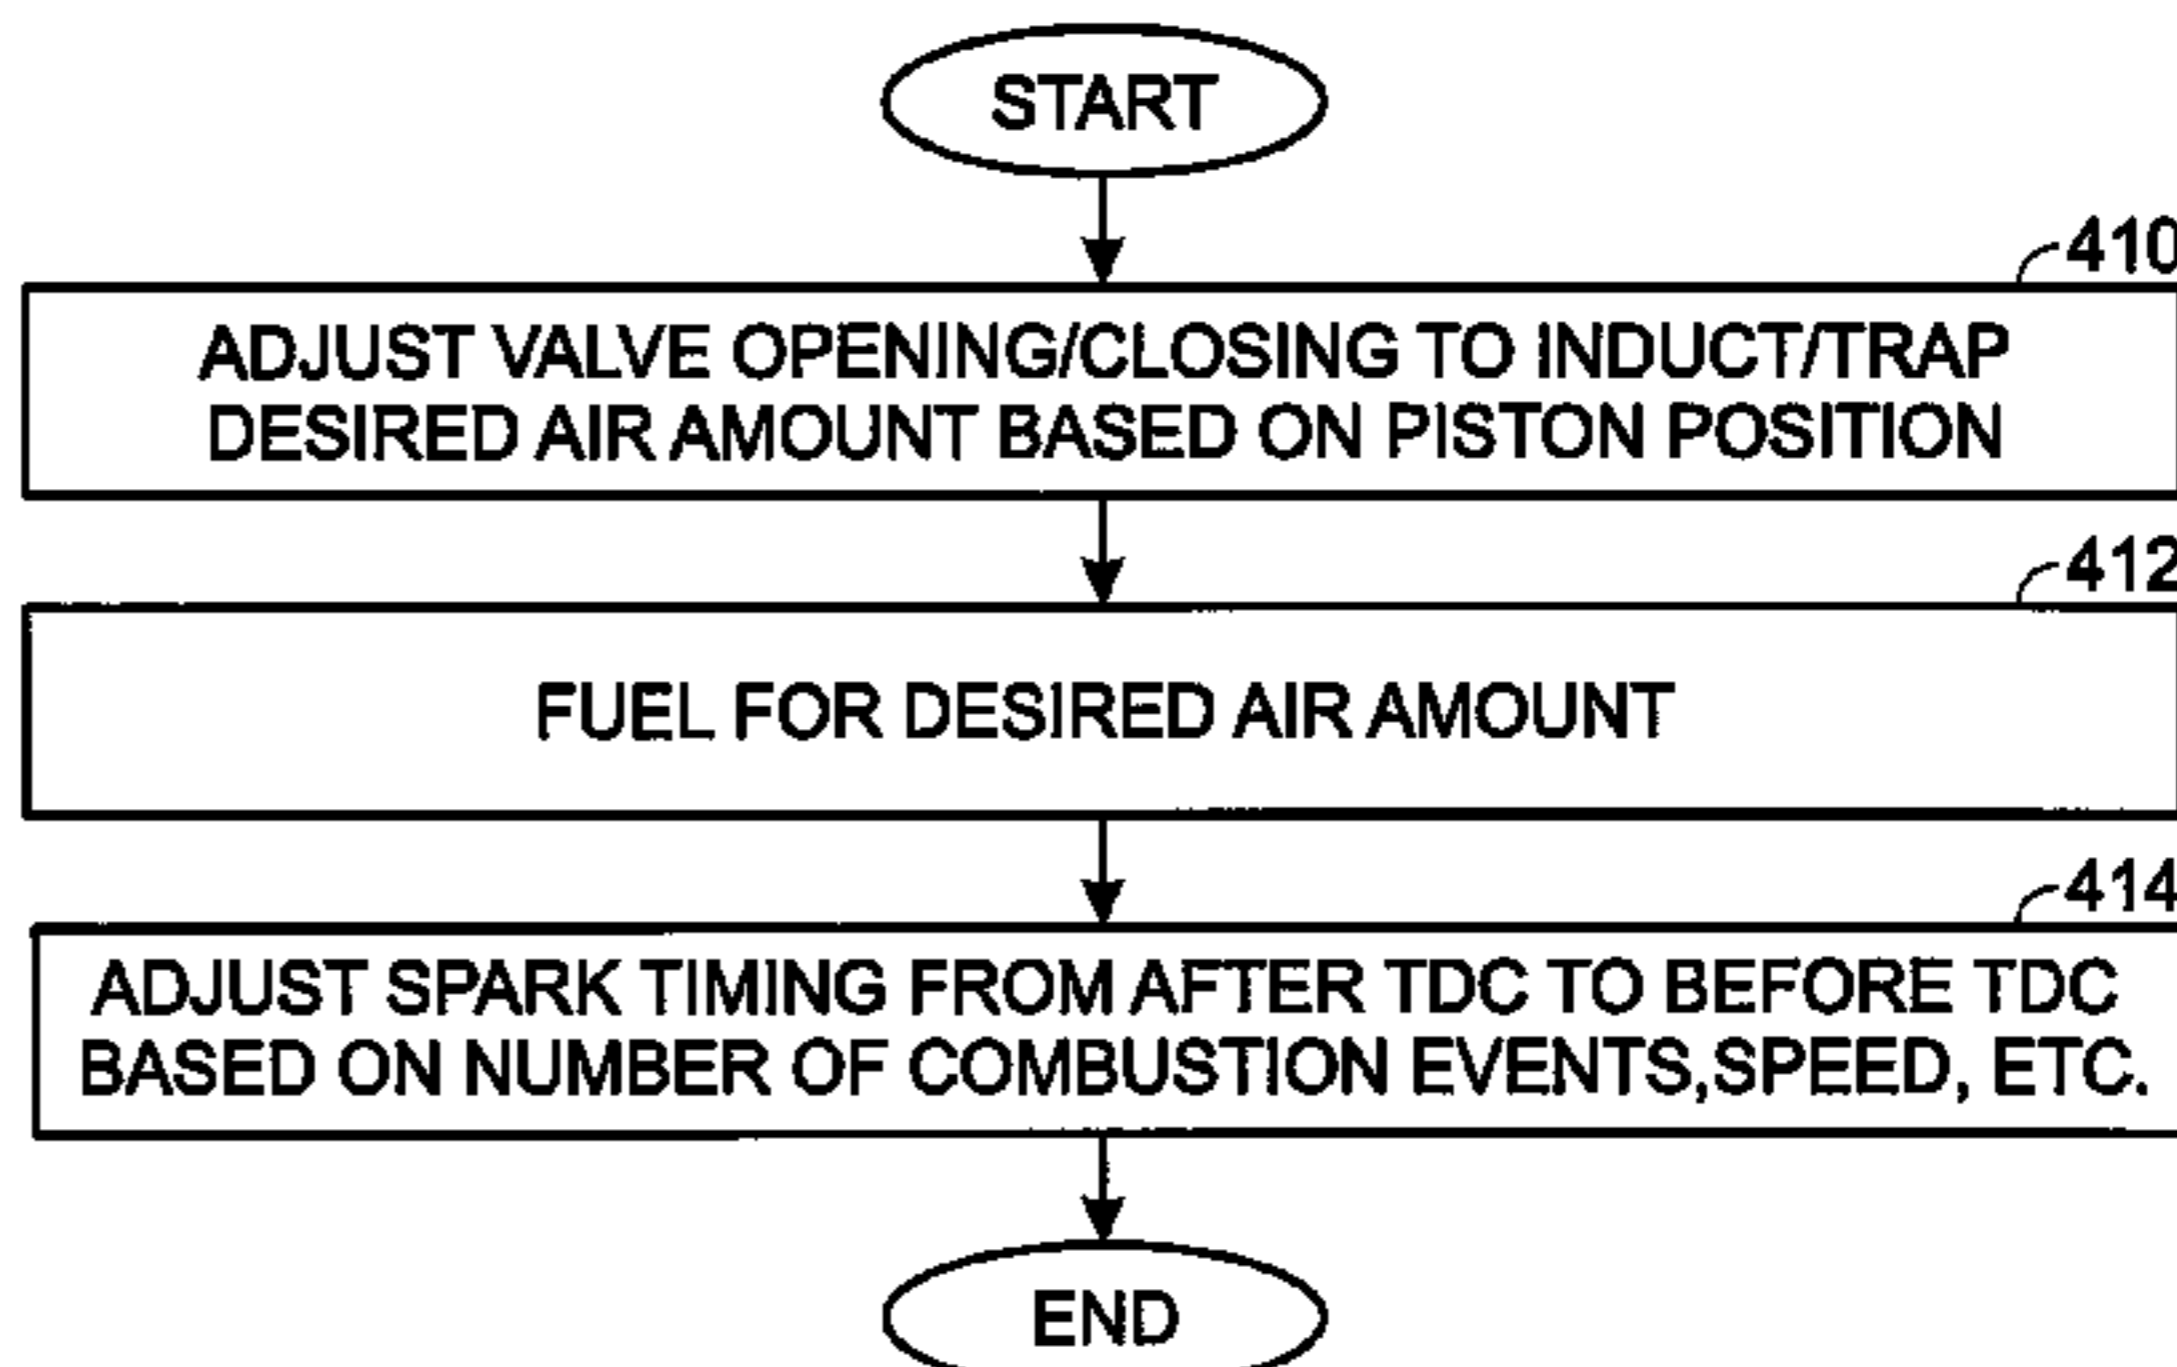 START
410
ADJUST VALVE OPENING/CLOSING TO INDUCT/TRAP
DESIRED AIR AMOUNT BASED ON PISTON POSITION
412
FUEL FOR DESIRED AIR AMOUNT
414
ADJUST SPARK TIMING FROM AFTER TDC TO BEFORE TDC
BASED ON NUMBER OF COMBUSTION EVENTS,SPEED, ETC.
END